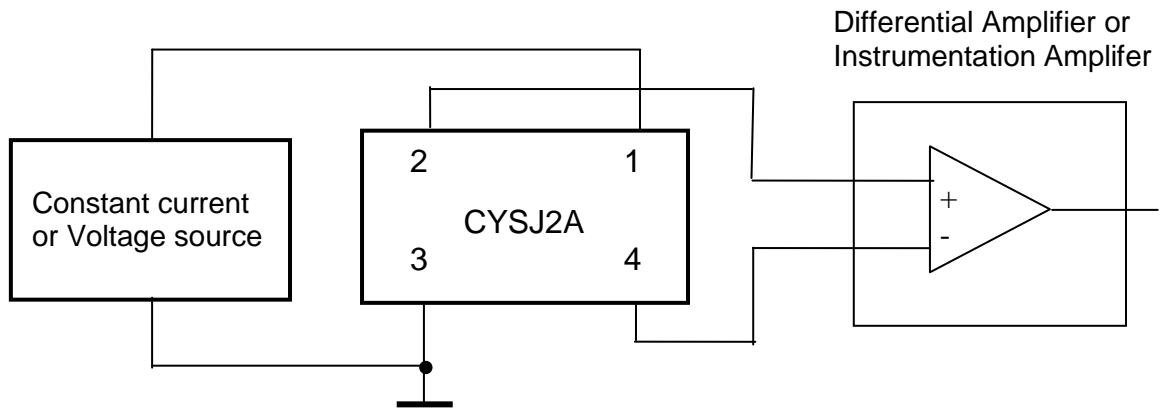 Differential Amplifier or
Instrumentation Amplifer
2 1
Constant current
or Voltage source
CYSJ2A
3 4
+
-